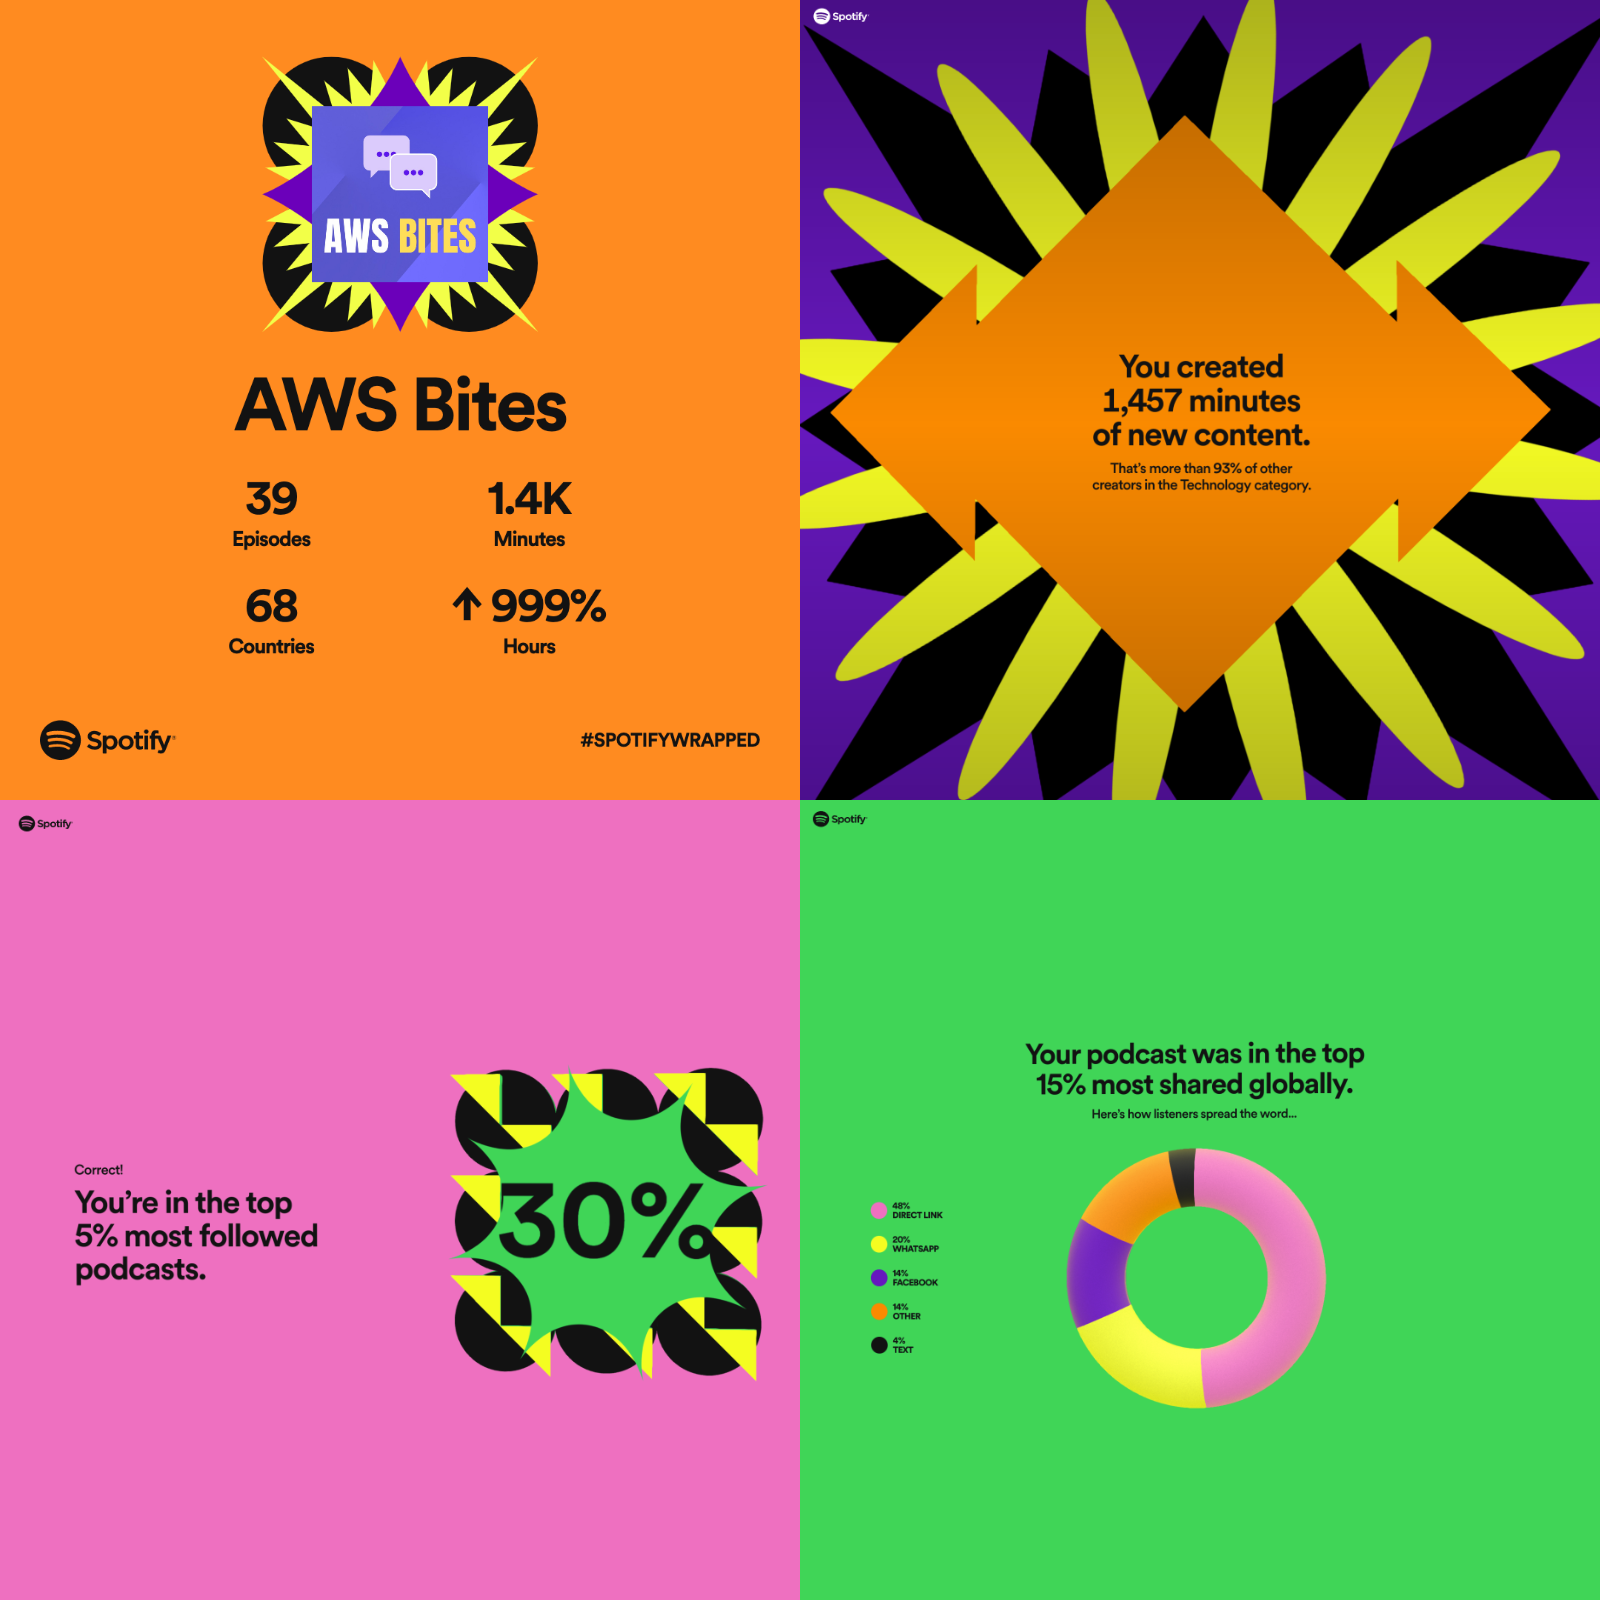 AWS BITES
AWS Bites
39
Episodes
1.4K
Minutes
68
Countries
999%
Hours
Spotify
#SPOTIFYWRAPPED
Spotify
You created
1,457 minutes
of new content.
That's more than 93% of other
creators in the Technology category.
Spotify
Correct!
You're in the top
5% most followed
podcasts.
30%
Spotify
Your podcast was in the top
15% most shared globally.
Here's how listeners spread the word...
48%
DIRECT LINK
20%
WHATSAPP
14%
FACEBOOK
14%
OTHER
4%
TEXT